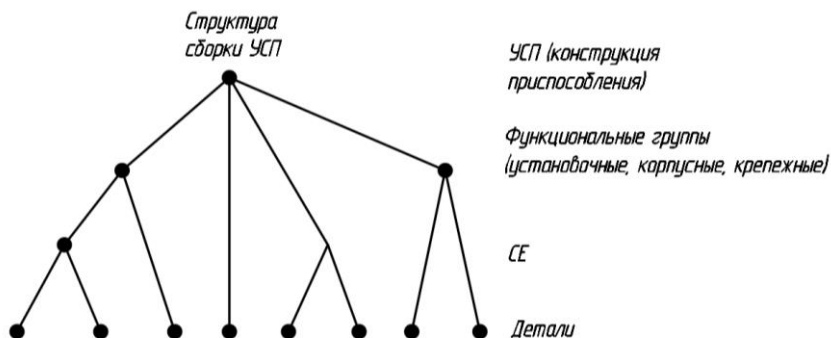 Структура
сборки УСП
УСП (конструкция
приспособления)
Функциональные группы
(установочные, корпусные, крепежные)
СЕ
Детали